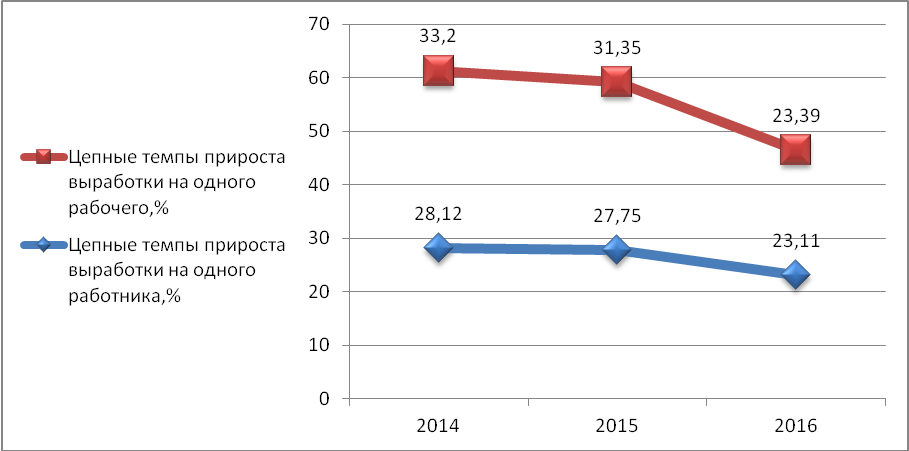 Цепные темпы прироста
выработки на одного
рабочего,%
Цепные темпы прироста
выработки на одного
работника,%
70
60
50
40
30
20
10
0
33,2
31,35
23,39
28,12
27,75
23,11
2014
2015
2016